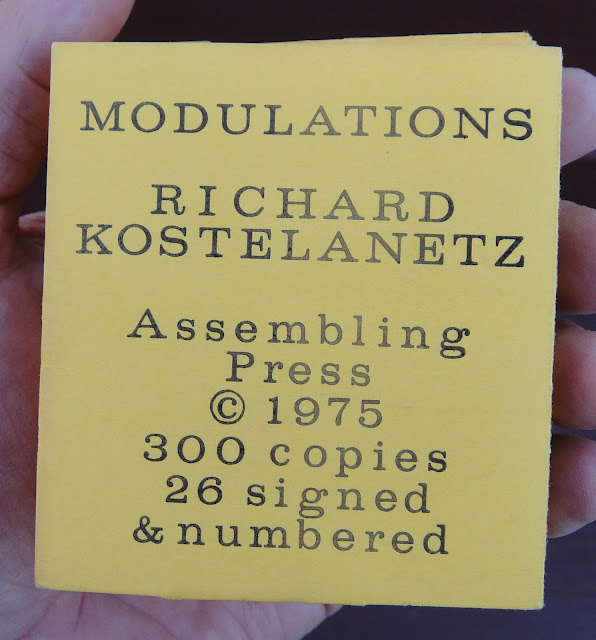 MODULATIONS
RICHARD
KOSTELANETZ
Assembling
Press
© 1975
300 copies
26 signed
& numbered